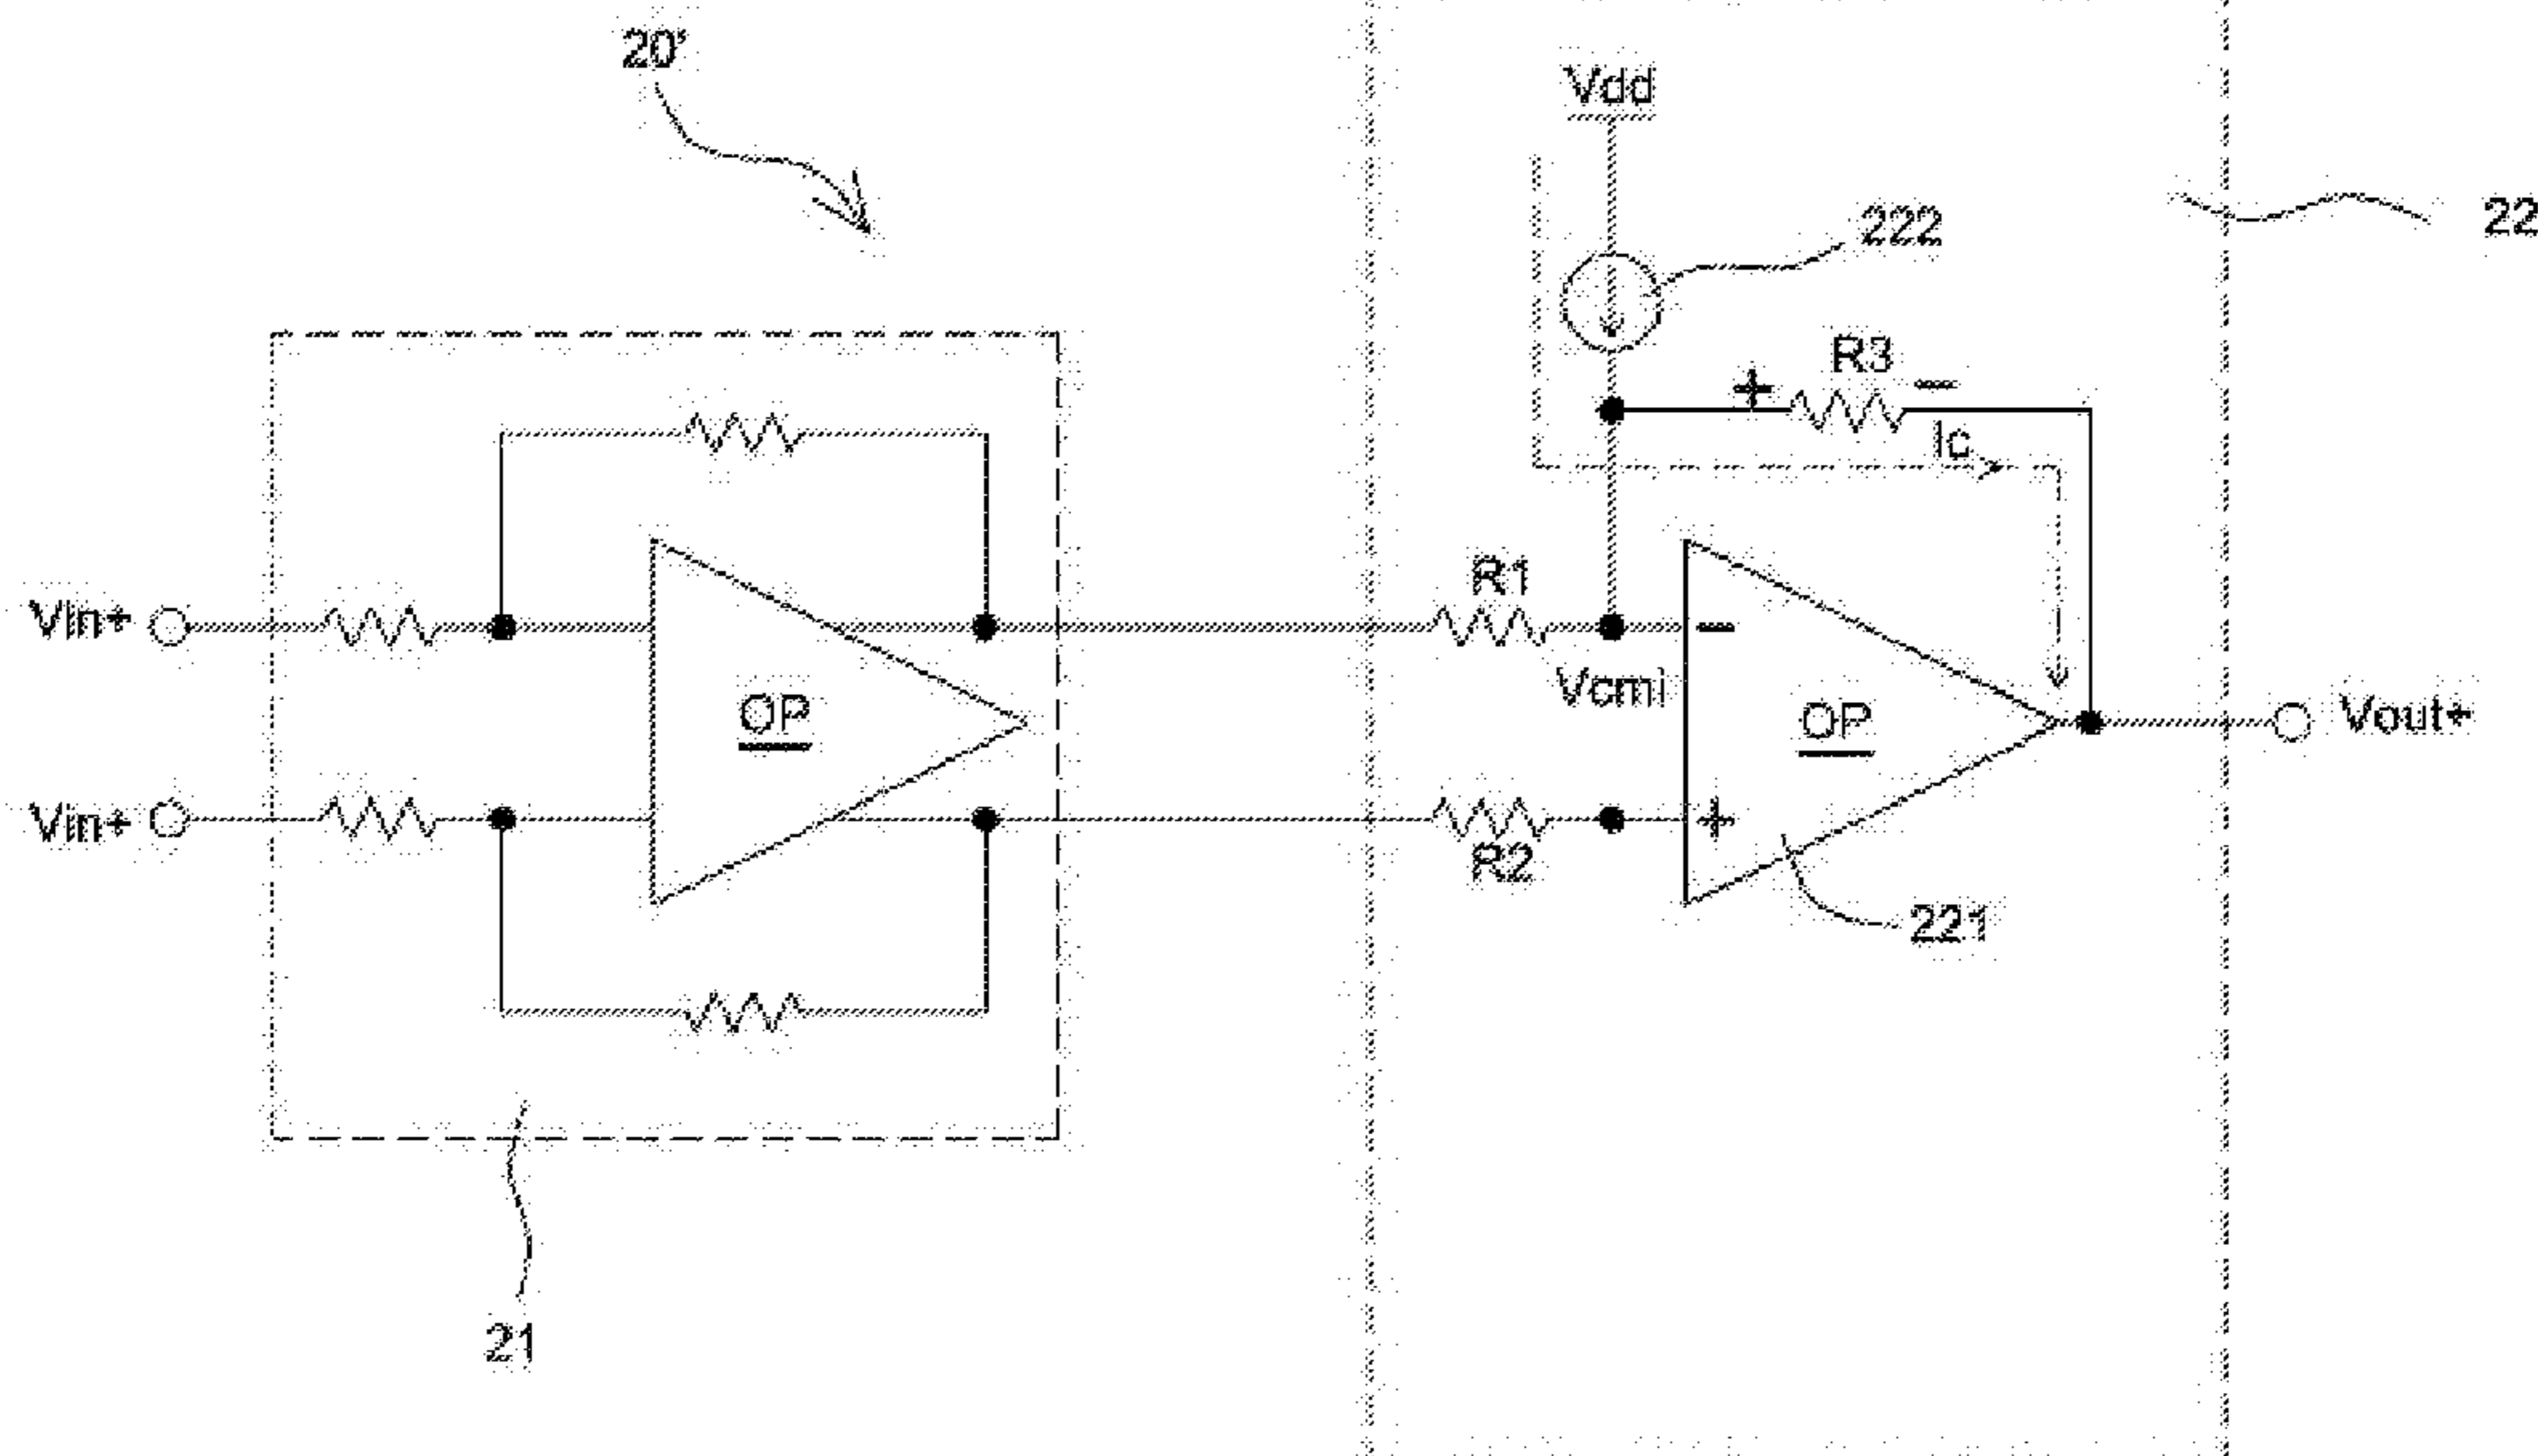 20'
Vdd
222
22
R3
+ −
Ic
R1
Vin+
−
Vcmi
OP
OP
Vout+
Vin+
+
R2
221
21